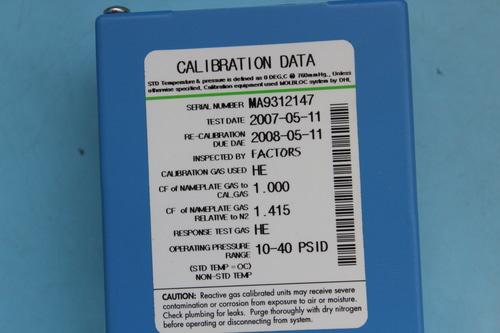 CALIBRATION DATA
STD Temperature & pressure is defined as 0 DEG.C @ 760mmHg., Unless
otherwise specified, Calibration equipment used MOLBLOC system by DHL
SERIAL NUMBER MA9312147
TEST DATE 2007-05-11
RE-CALIBRATION
DUE DAE 2008-05-11
INSPECTED BY FACTORS
CALIBRATION GAS USED HE
CF of NAMEPLATE GAS to
CAL.GAS 1.000
CF of NAMEPLATE GAS
RELATIVE to N2 1.415
RESPONSE TEST GAS HE
OPERATING PRESSURE
RANGE 10-40 PSID
(STD TEMP =OC)
NON-STD TEMP
CAUTION: Reactive gas calibrated units may receive severe
contamination or corrosion from exposure to air or moisture.
Check plumbing for leaks. Purge thoroughly with dry nitrogen
before operating or disconnecting from system.